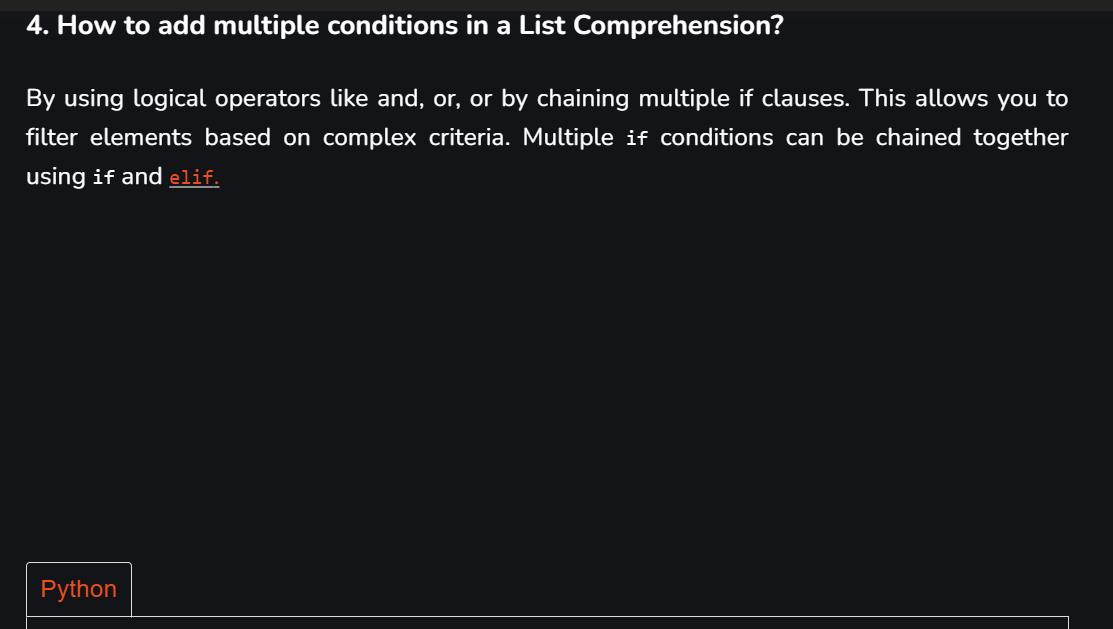 4. How to add multiple conditions in a List Comprehension?
By using logical operators like and, or, or by chaining multiple if clauses. This allows you to
filter elements based on complex criteria. Multiple if conditions can be chained together
using if and elif.
Python